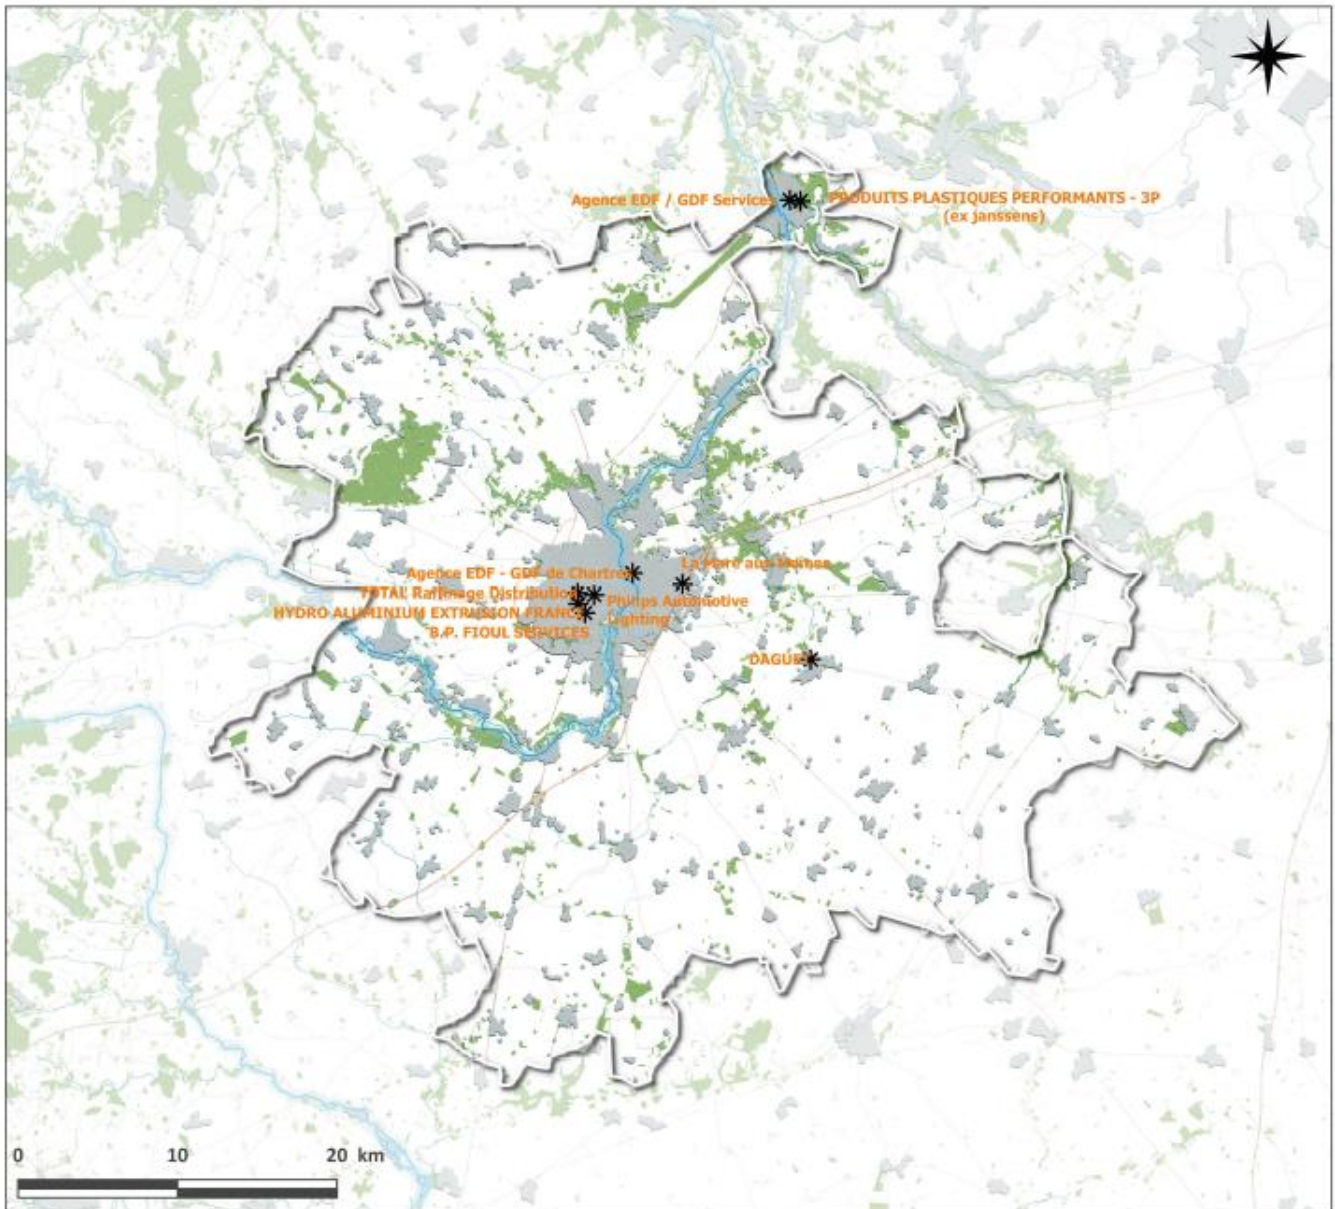 Agence EDF / GDF Services
PRODUITS PLASTIQUES PERFORMANTS - 3P
(ex janssens)
Agence EDF - GDF de Chartres
La Mare aux Moines
TOTAL Raffinage Distribution
Philips Automotive
Lighting
HYDRO ALUMINIUM EXTRUSION FRANCE
B.P. FIOUL SERVICES
DAGUET
0 10 20 km